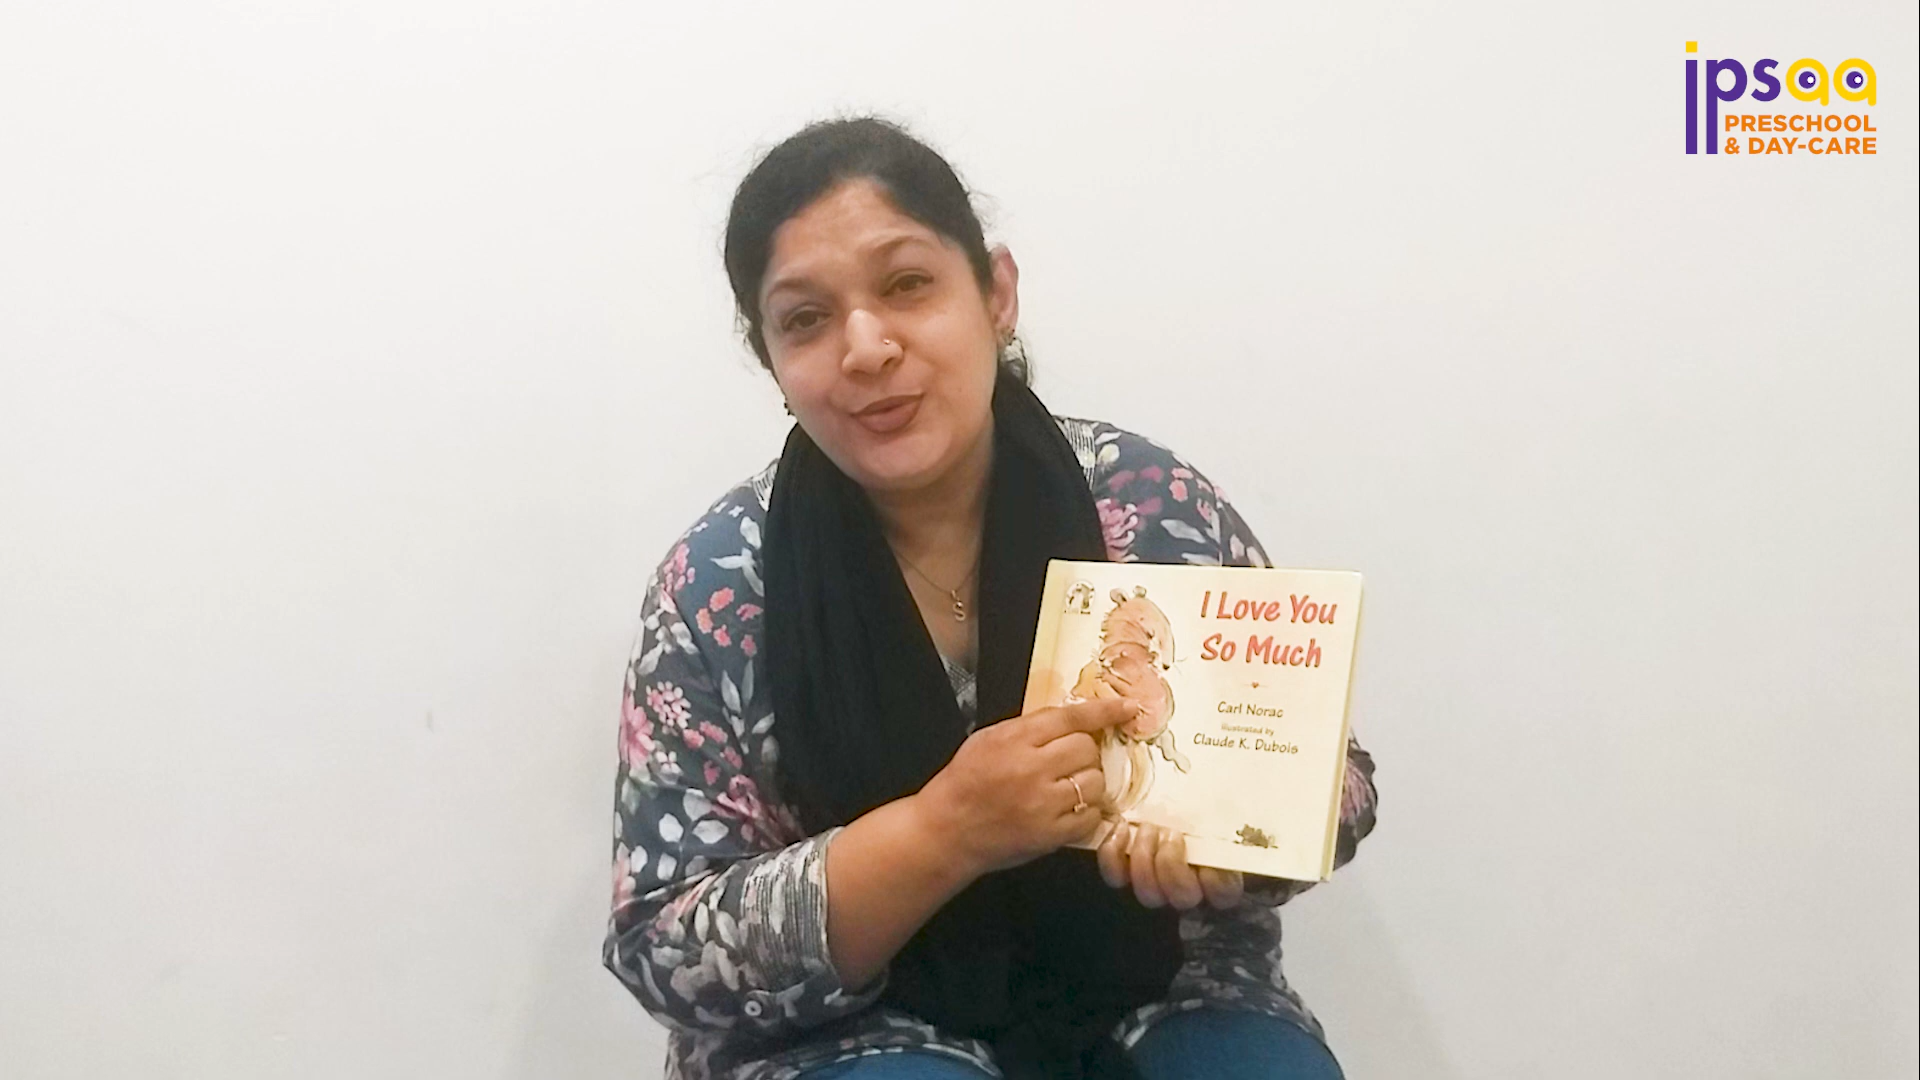 ipsaa
PRESCHOOL
& DAY-CARE
I Love You
So Much
Carl Norac
illustrated by
Claude K. Dubois
S